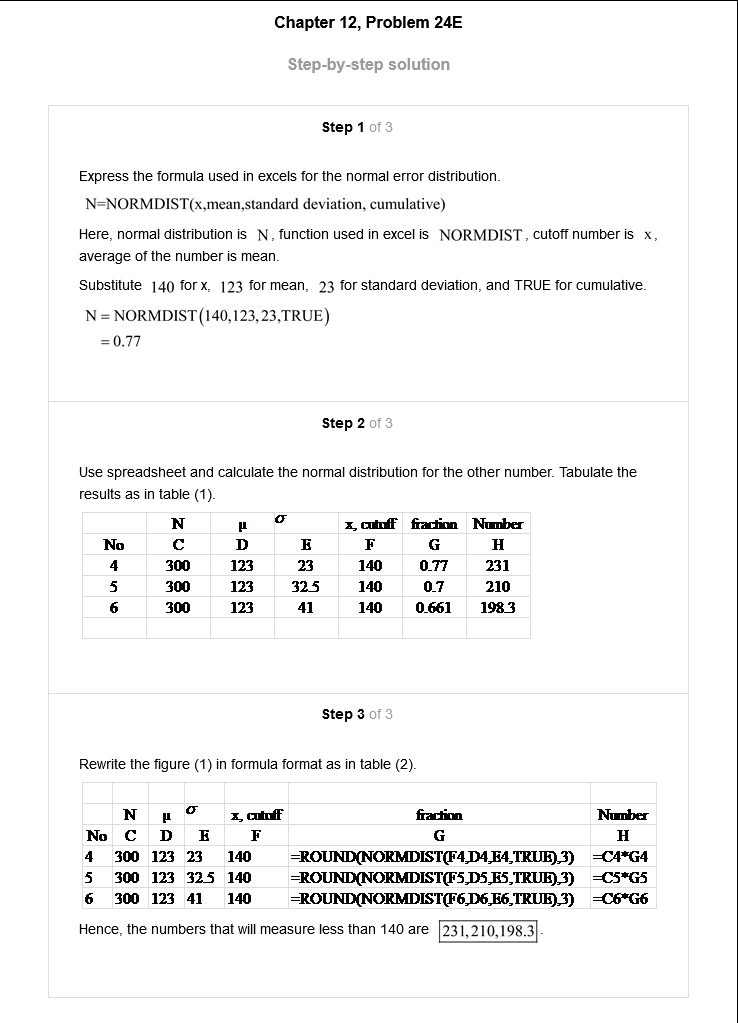 Chapter 12, Problem 24E
Step-by-step solution
Step 1 of 3
Express the formula used in excels for the normal error distribution.
N=NORMDIST(x,mean,standard deviation, cumulative)
Here, normal distribution is N, function used in excel is NORMDIST, cutoff number is x,
average of the number is mean.
Substitute 140 for x, 123 for mean, 23 for standard deviation, and TRUE for cumulative.
N = NORMDIST(140,123,23,TRUE)
= 0.77
Step 2 of 3
Use spreadsheet and calculate the normal distribution for the other number. Tabulate the
results as in table (1).
N μ σ x, cutoff fraction Number
No C D E F G H
4 300 123 23 140 0.77 231
5 300 123 32.5 140 0.7 210
6 300 123 41 140 0.661 198.3
Step 3 of 3
Rewrite the figure (1) in formula format as in table (2).
N μ σ x, cutoff fraction Number
No C D E F G H
4 300 123 23 140 =ROUND(NORMDIST(F4,D4,E4,TRUE),3) =C4*G4
5 300 123 32.5 140 =ROUND(NORMDIST(F5,D5,E5,TRUE),3) =C5*G5
6 300 123 41 140 =ROUND(NORMDIST(F6,D6,E6,TRUE),3) =C6*G6
Hence, the numbers that will measure less than 140 are 231,210,198.3.